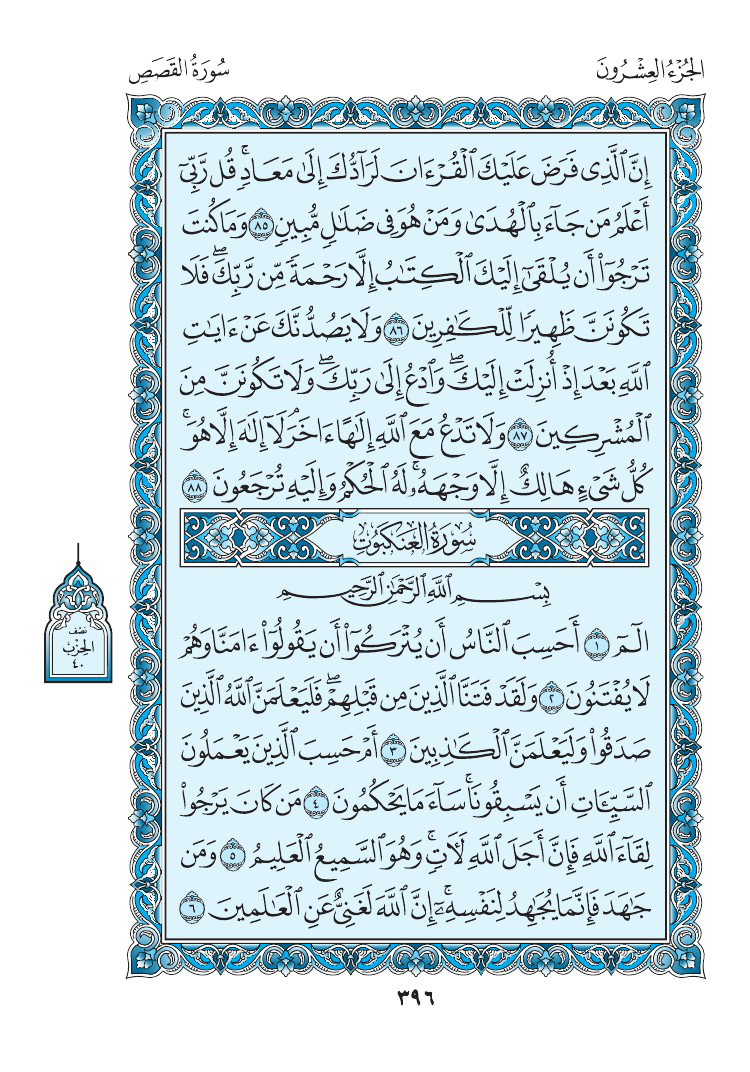 الجُزْءُ العِشْرُونَ
سُورَةُ القَصَصِ
إِنَّ ٱلَّذِى فَرَضَ عَلَيْكَ ٱلْقُرْءَانَ لَرَآدُّكَ إِلَىٰ مَعَادٍۚ قُل رَّبِّىٓ
أَعْلَمُ مَن جَآءَ بِٱلْهُدَىٰ وَمَنْ هُوَ فِى ضَلَٰلٍ مُّبِينٍ ٨٥ وَمَا كُنتَ
تَرْجُوٓا۟ أَن يُلْقَىٰٓ إِلَيْكَ ٱلْكِتَٰبُ إِلَّا رَحْمَةً مِّن رَّبِّكَۖ فَلَا
تَكُونَنَّ ظَهِيرًا لِّلْكَٰفِرِينَ ٨٦ وَلَا يَصُدُّنَّكَ عَنْ ءَايَٰتِ
ٱللَّهِ بَعْدَ إِذْ أُنزِلَتْ إِلَيْكَۖ وَٱدْعُ إِلَىٰ رَبِّكَۖ وَلَا تَكُونَنَّ مِنَ
ٱلْمُشْرِكِينَ ٨٧ وَلَا تَدْعُ مَعَ ٱللَّهِ إِلَٰهًا ءَاخَرَۘ لَآ إِلَٰهَ إِلَّا هُوَۚ
كُلُّ شَىْءٍ هَالِكٌ إِلَّا وَجْهَهُۥۚ لَهُ ٱلْحُكْمُ وَإِلَيْهِ تُرْجَعُونَ ٨٨
سُورَةُ العَنكَبُوتِ
بِسْمِ ٱللَّهِ ٱلرَّحْمَٰنِ ٱلرَّحِيمِ
الٓمٓ ١ أَحَسِبَ ٱلنَّاسُ أَن يُتْرَكُوٓا۟ أَن يَقُولُوٓا۟ ءَامَنَّا وَهُمْ
لَا يُفْتَنُونَ ٢ وَلَقَدْ فَتَنَّا ٱلَّذِينَ مِن قَبْلِهِمْۖ فَلَيَعْلَمَنَّ ٱللَّهُ ٱلَّذِينَ
صَدَقُوا۟ وَلَيَعْلَمَنَّ ٱلْكَٰذِبِينَ ٣ أَمْ حَسِبَ ٱلَّذِينَ يَعْمَلُونَ
ٱلسَّيِّـَٔاتِ أَن يَسْبِقُونَاۚ سَآءَ مَا يَحْكُمُونَ ٤ مَن كَانَ يَرْجُوا۟
لِقَآءَ ٱللَّهِ فَإِنَّ أَجَلَ ٱللَّهِ لَءَاتٍۚ وَهُوَ ٱلسَّمِيعُ ٱلْعَلِيمُ ٥ وَمَن
جَٰهَدَ فَإِنَّمَا يُجَٰهِدُ لِنَفْسِهِۦٓۚ إِنَّ ٱللَّهَ لَغَنِىٌّ عَنِ ٱلْعَٰلَمِينَ ٦
نصف
الحزب
٤٠
٣٩٦